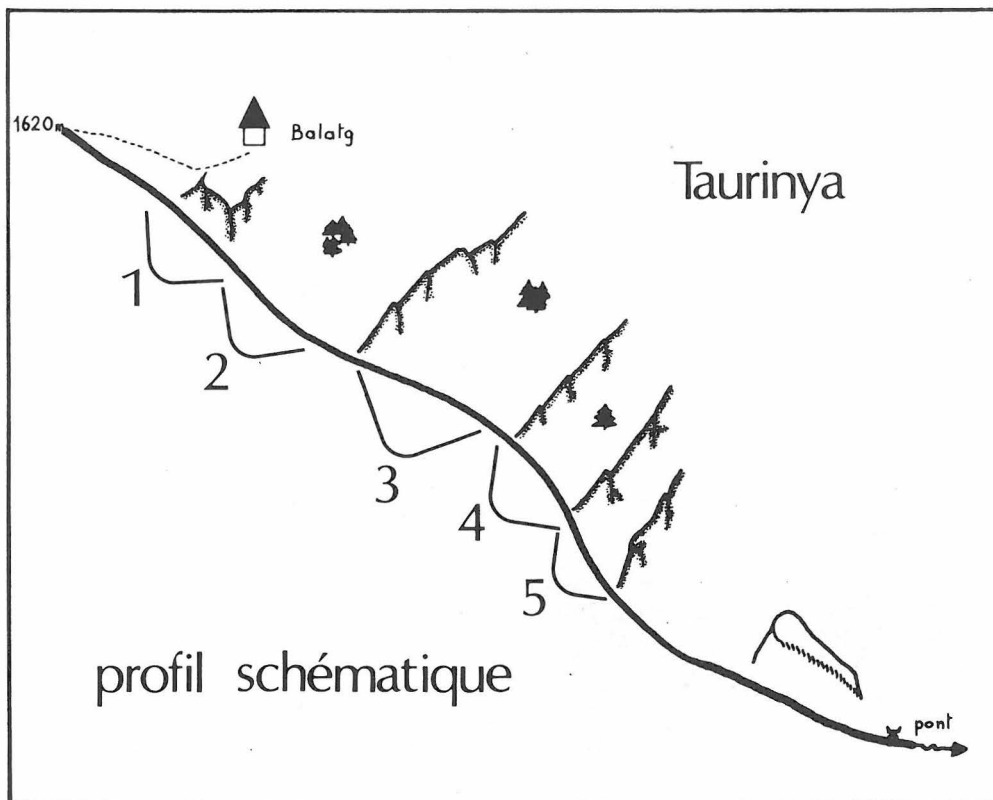 1620m
Balatg
Taurinya
1
2
3
4
5
profil schématique
pont